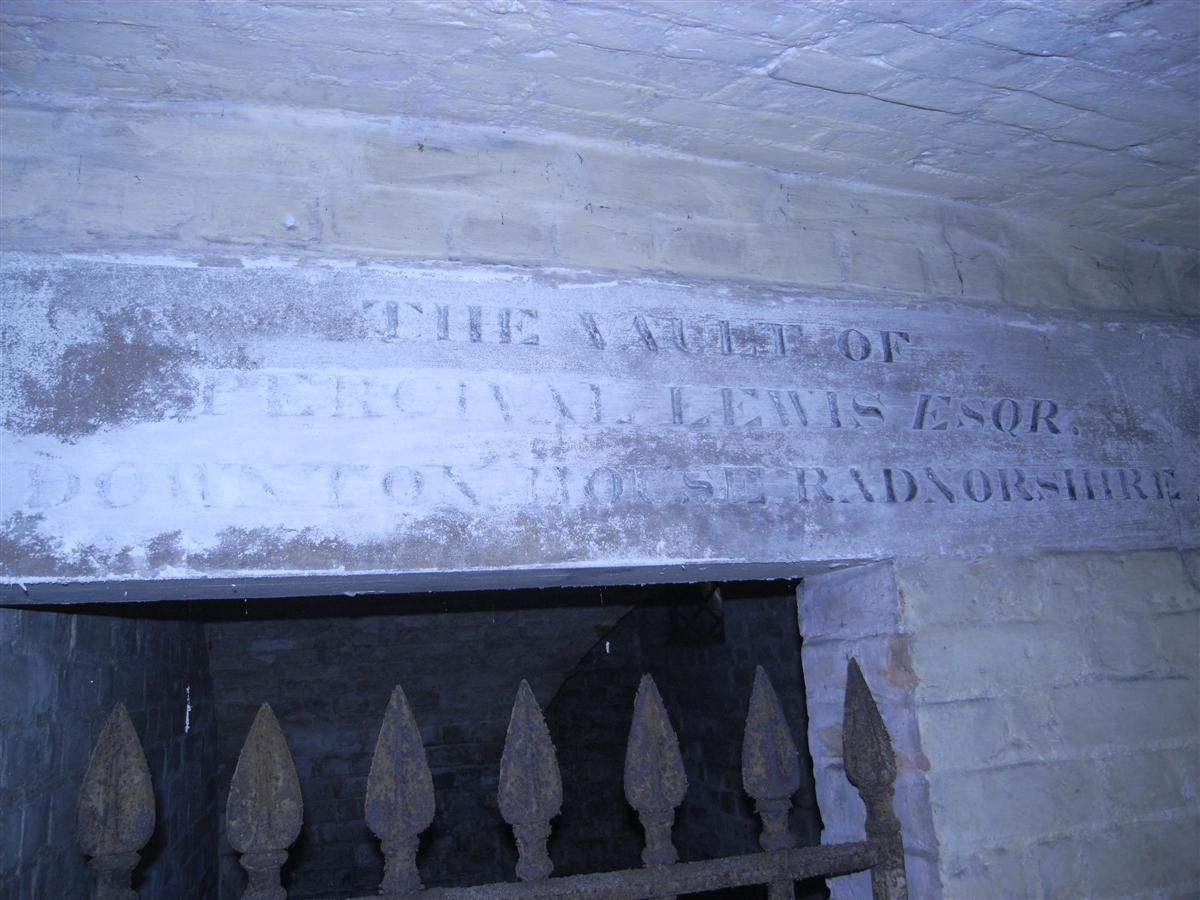 THE VAULT OF
PERCIVAL LEWIS ESQR.
DOWNTON HOUSE RADNORSHIRE